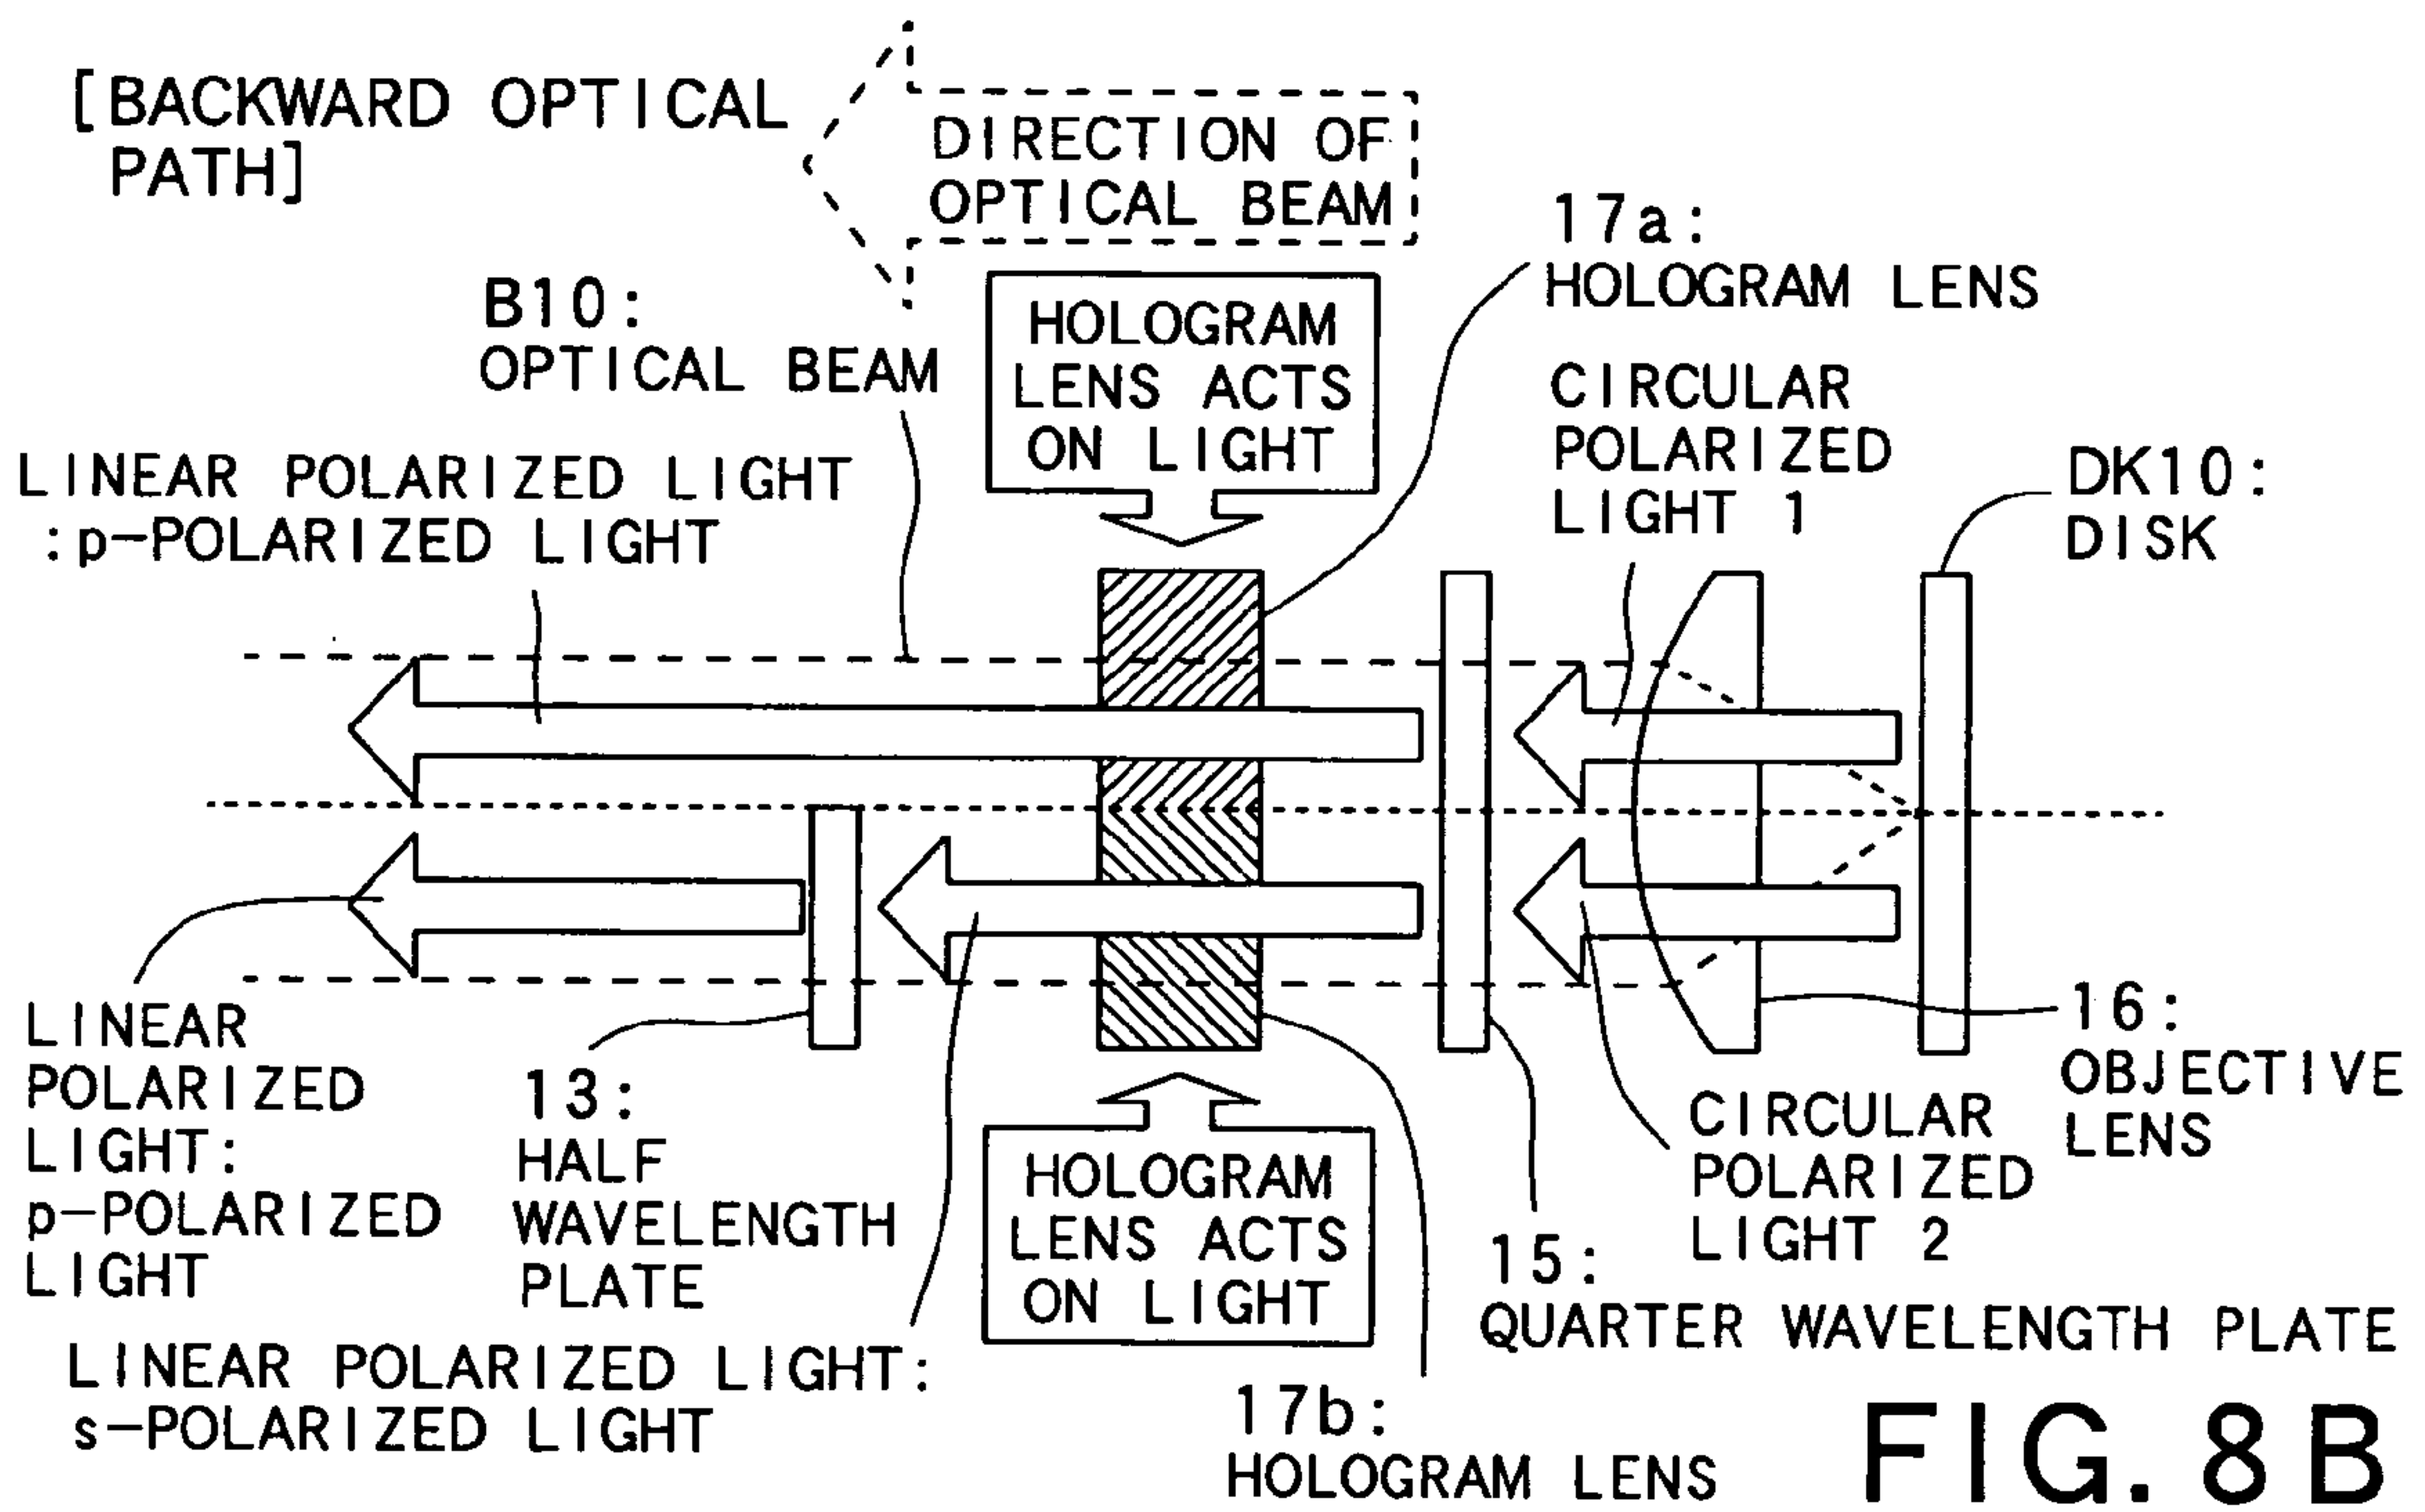 [BACKWARD OPTICAL
PATH]
DIRECTION OF
OPTICAL BEAM
B10:
OPTICAL BEAM
HOLOGRAM
LENS ACTS
ON LIGHT
17a:
HOLOGRAM LENS
CIRCULAR
POLARIZED
LIGHT 1
DK10:
DISK
LINEAR POLARIZED LIGHT
:p-POLARIZED LIGHT
LINEAR
POLARIZED
LIGHT:
p-POLARIZED
LIGHT
13:
HALF
WAVELENGTH
PLATE
LINEAR POLARIZED LIGHT:
s-POLARIZED LIGHT
HOLOGRAM
LENS ACTS
ON LIGHT
17b:
HOLOGRAM LENS
15:
QUARTER WAVELENGTH PLATE
CIRCULAR
POLARIZED
LIGHT 2
16:
OBJECTIVE
LENS
FIG. 8B